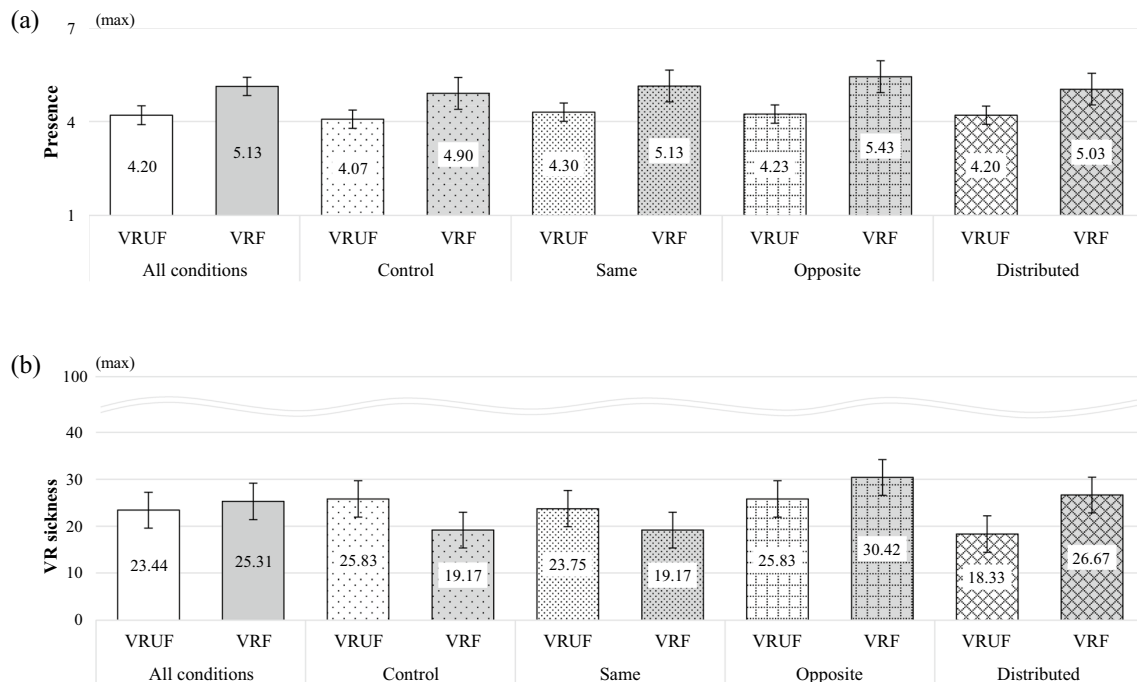 (a)
(max)
7
4
1
Presence
4.20 5.13 4.07 4.90 4.30 5.13 4.23 5.43 4.20 5.03
VRUF VRF VRUF VRF VRUF VRF VRUF VRF VRUF VRF
All conditions Control Same Opposite Distributed
(b)
(max)
100
40
30
20
10
0
VR sickness
23.44 25.31 25.83 19.17 23.75 19.17 25.83 30.42 18.33 26.67
VRUF VRF VRUF VRF VRUF VRF VRUF VRF VRUF VRF
All conditions Control Same Opposite Distributed